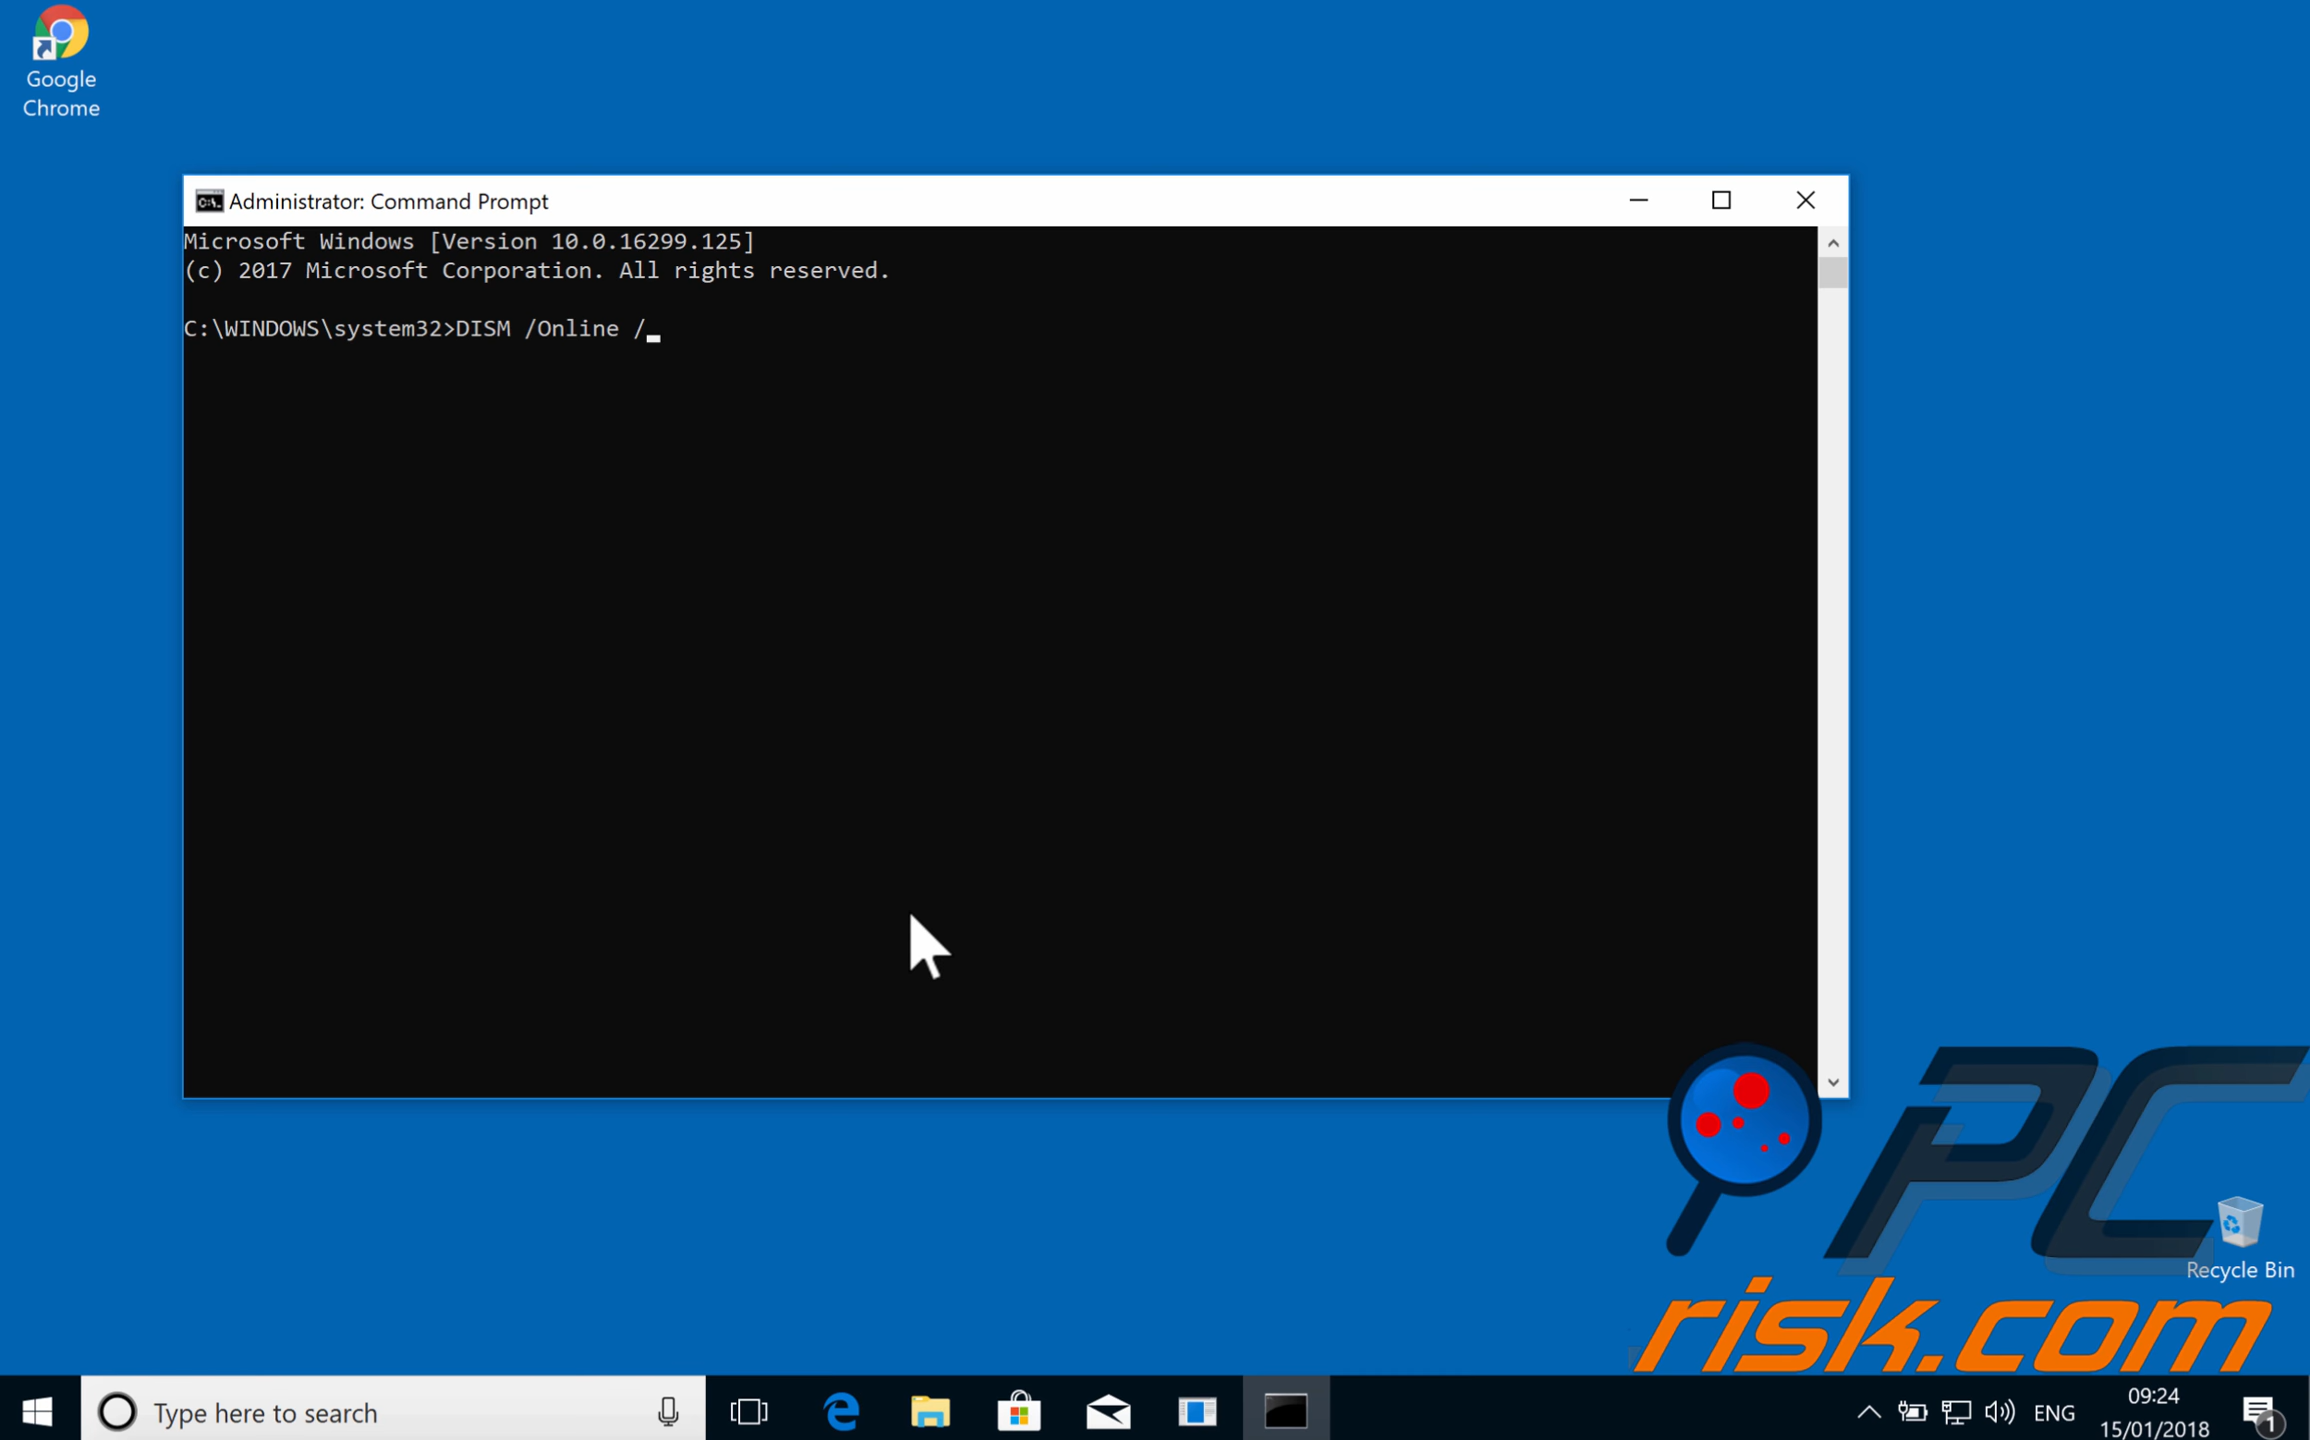 Google
Chrome
Administrator: Command Prompt
Microsoft Windows [Version 10.0.16299.125]
(c) 2017 Microsoft Corporation. All rights reserved.
C:\WINDOWS\system32>DISM /Online /
PC
risk.com
Recycle Bin
Type here to search
ENG
09:24
15/01/2018
1